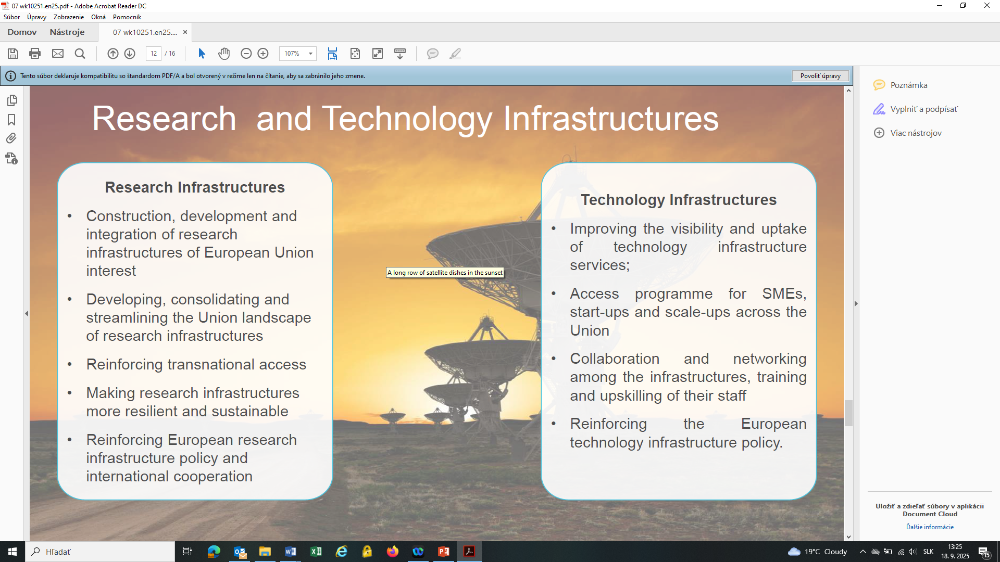 07 wk10251.en25.pdf - Adobe Acrobat Reader DC
Súbor Úpravy Zobrazenie Okná Pomocník
Domov Nástroje 07 wk10251.en25....
12 / 16 107%
Tento súbor deklaruje kompatibilitu so štandardom PDF/A a bol otvorený v režime len na čítanie, aby sa zabránilo jeho zmene.
Povoliť úpravy
Research and Technology Infrastructures
Research Infrastructures
• Construction, development and
integration of research
infrastructures of European Union
interest
• Developing, consolidating and
streamlining the Union landscape
of research infrastructures
• Reinforcing transnational access
• Making research infrastructures
more resilient and sustainable
• Reinforcing European research
infrastructure policy and
international cooperation
A long row of satellite dishes in the sunset
Technology Infrastructures
• Improving the visibility and uptake
of technology infrastructure
services;
• Access programme for SMEs,
start-ups and scale-ups across the
Union
• Collaboration and networking
among the infrastructures, training
and upskilling of their staff
• Reinforcing the European
technology infrastructure policy.
Poznámka
Vyplniť a podpísať
Viac nástrojov
Uložiť a zdieľať súbory v aplikácii
Document Cloud
Ďalšie informácie
Hľadať
19°C Cloudy
SLK
13:25
18. 9. 2025
15